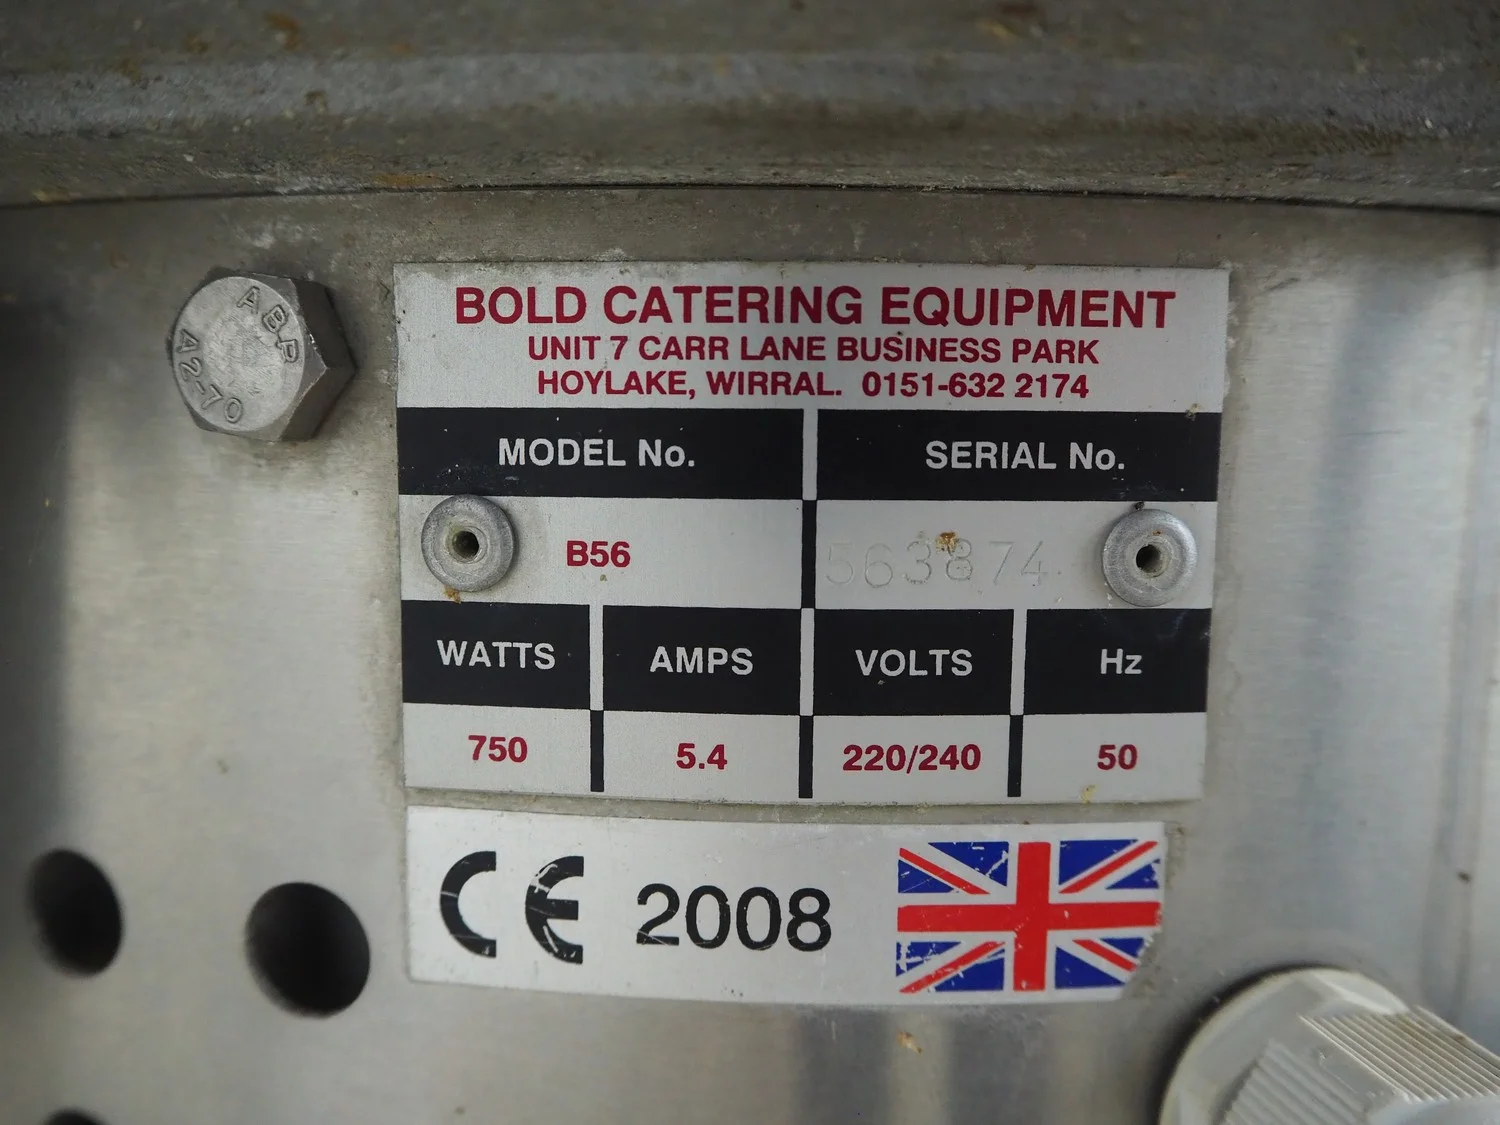 ABP
A2-70
BOLD CATERING EQUIPMENT
UNIT 7 CARR LANE BUSINESS PARK
HOYLAKE, WIRRAL. 0151-632 2174
MODEL No. SERIAL No.
B56 563874
WATTS AMPS VOLTS Hz
750 5.4 220/240 50
CE 2008